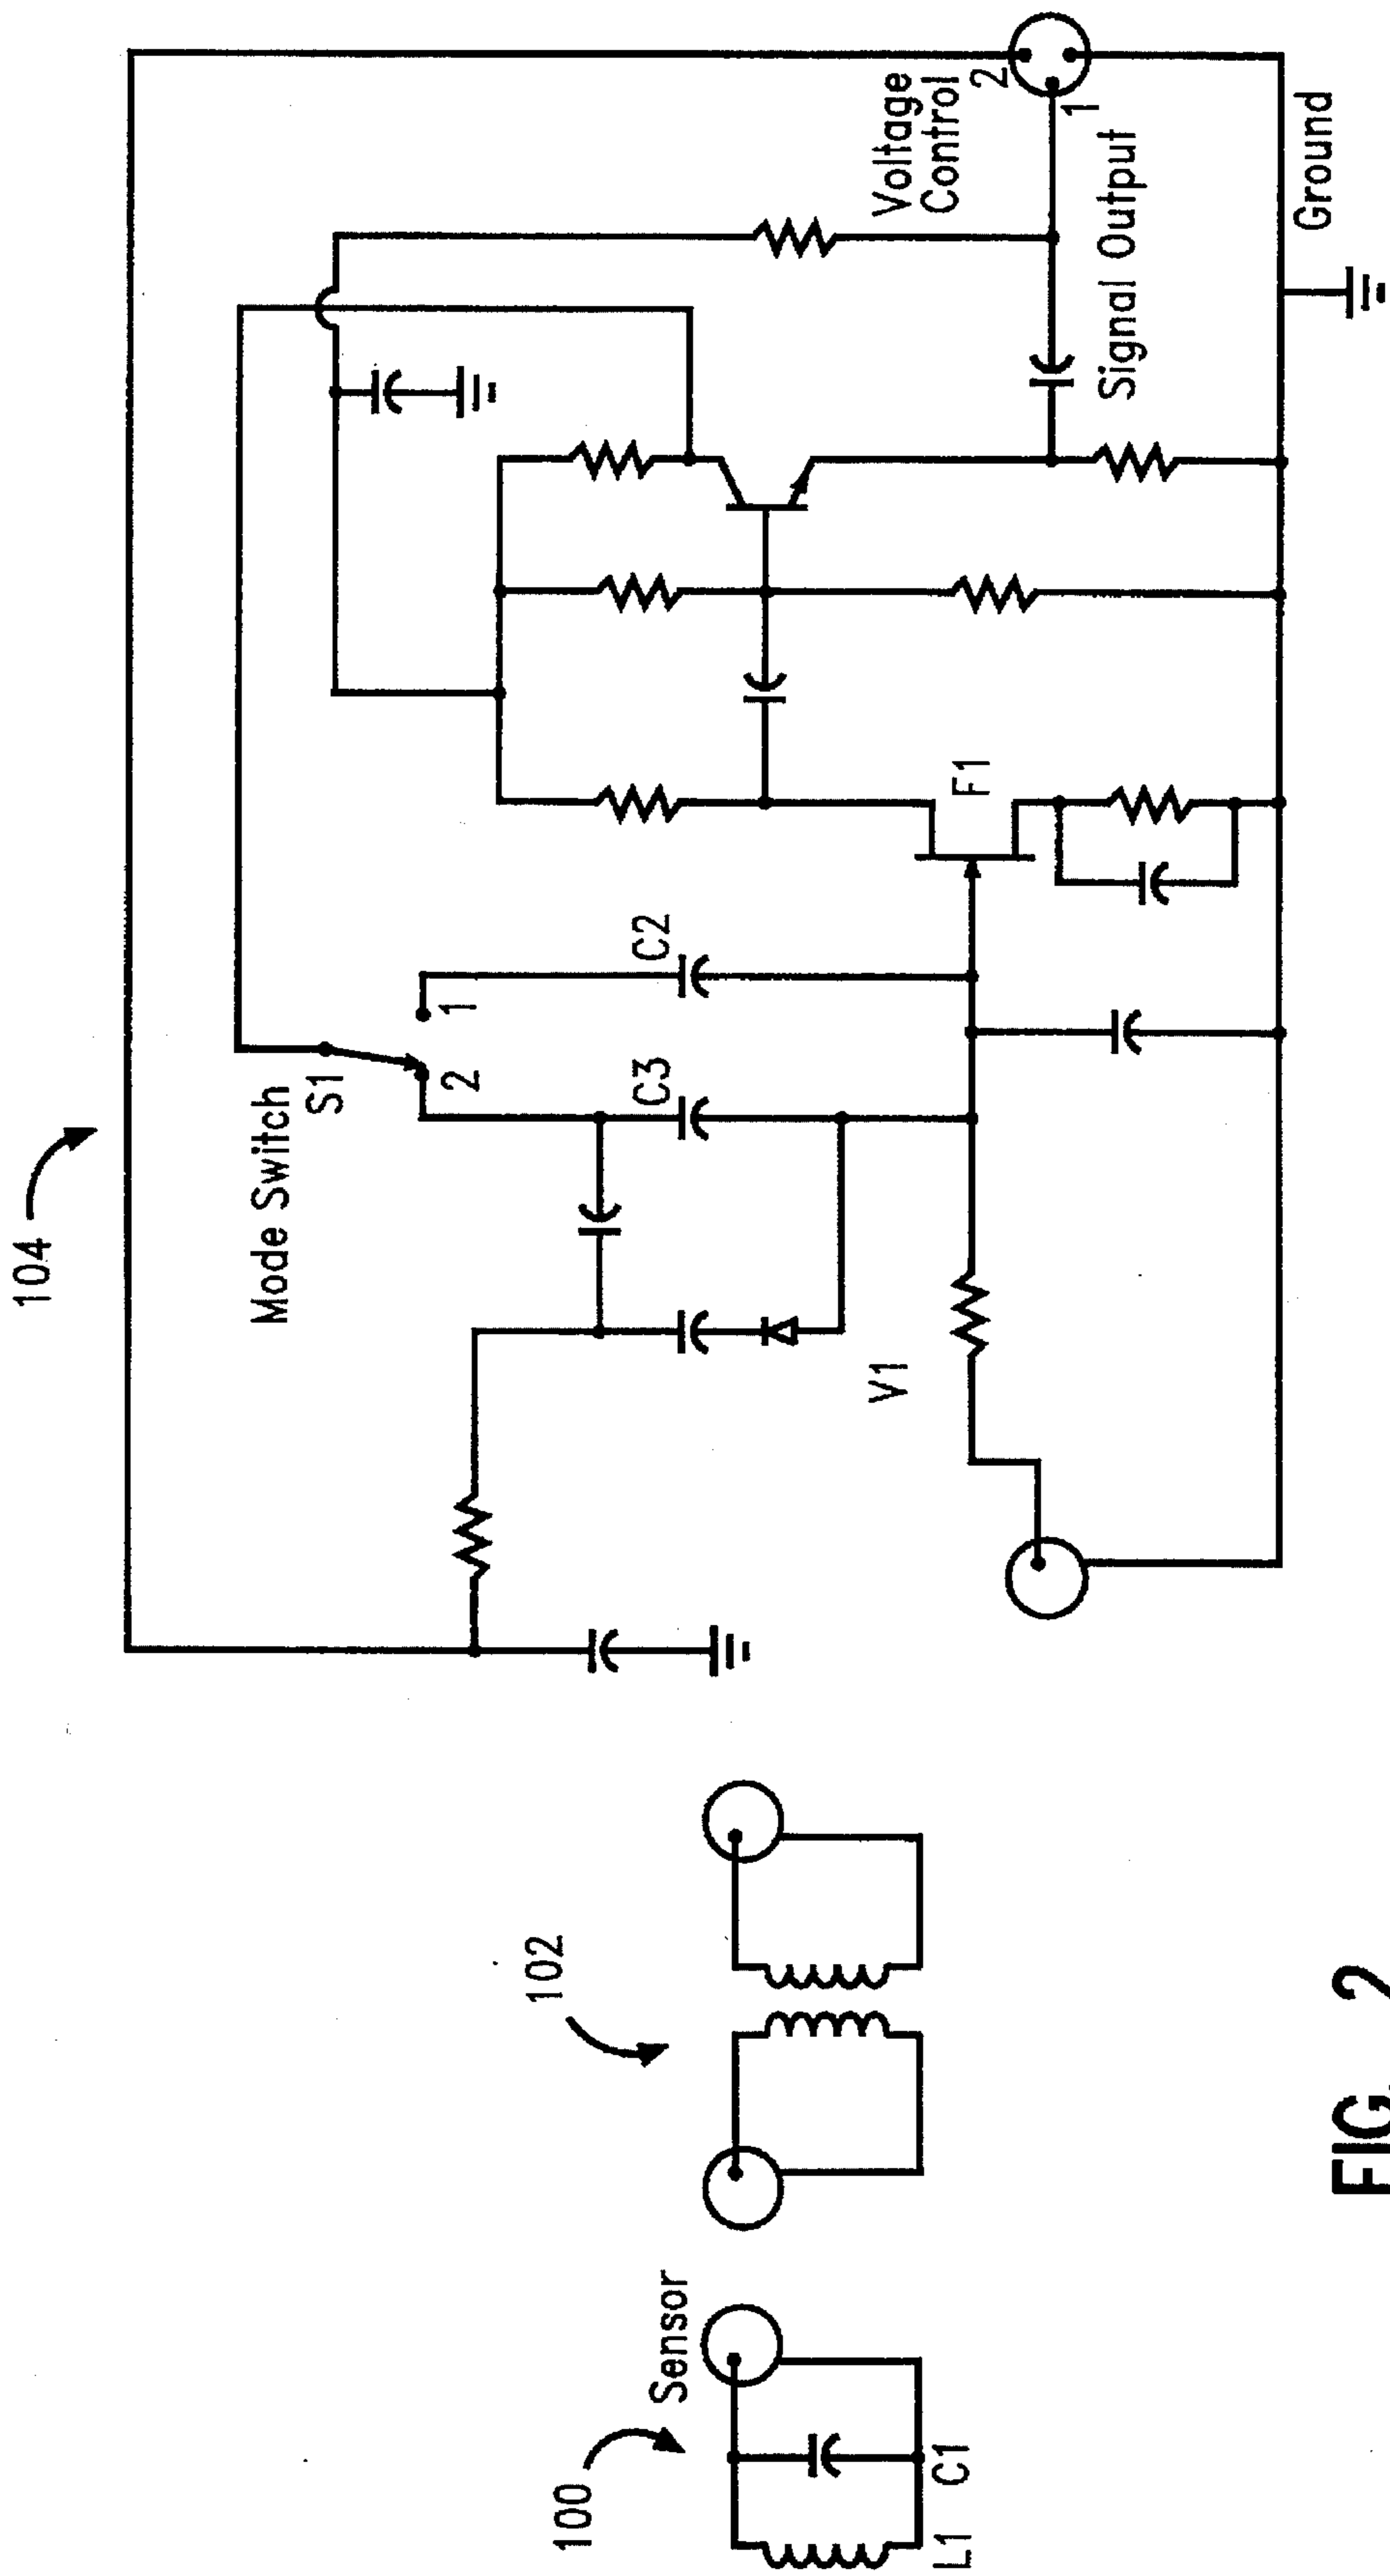 104
Mode Switch
S1
2
1
C3
C2
V1
F1
Voltage
Control
2
1
Signal Output
Ground
102
100
Sensor
L1
C1
FIG. 2